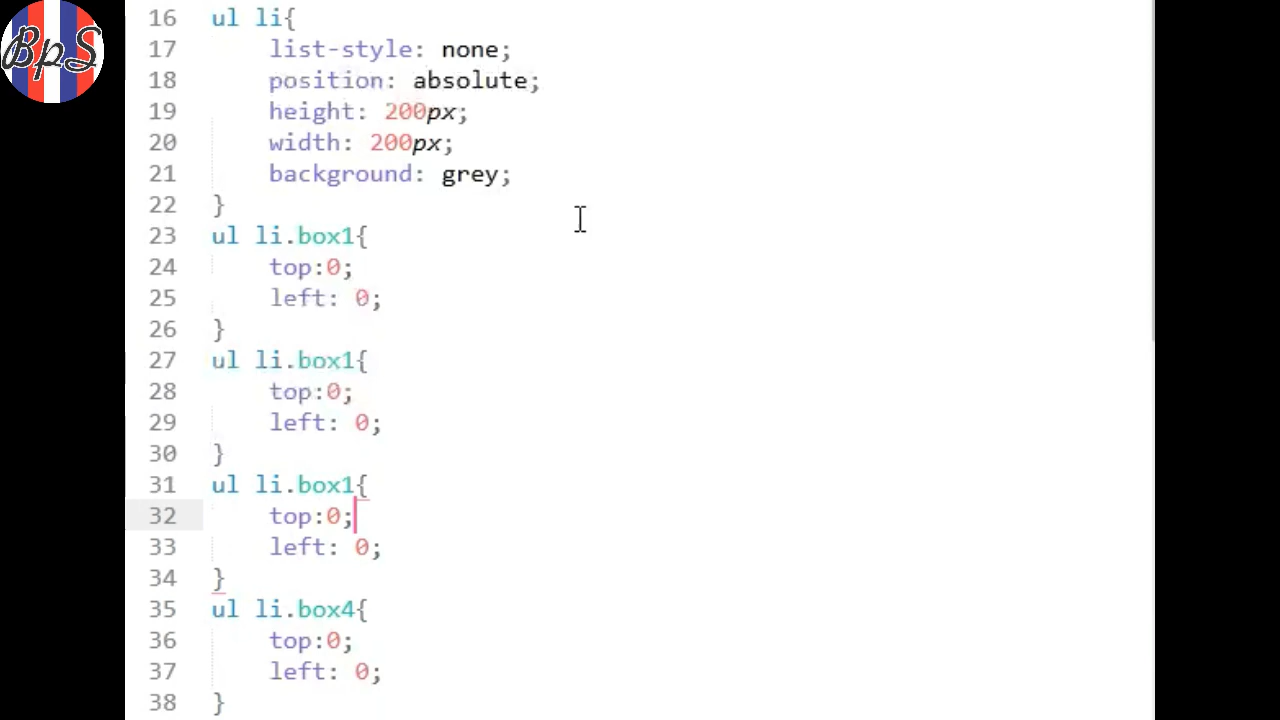 BpS
16 ul li{
17 list-style: none;
18 position: absolute;
19 height: 200px;
20 width: 200px;
21 background: grey;
22 }
23 ul li.box1{
24 top:0;
25 left: 0;
26 }
27 ul li.box1{
28 top:0;
29 left: 0;
30 }
31 ul li.box1{
32 top:0;
33 left: 0;
34 }
35 ul li.box4{
36 top:0;
37 left: 0;
38 }